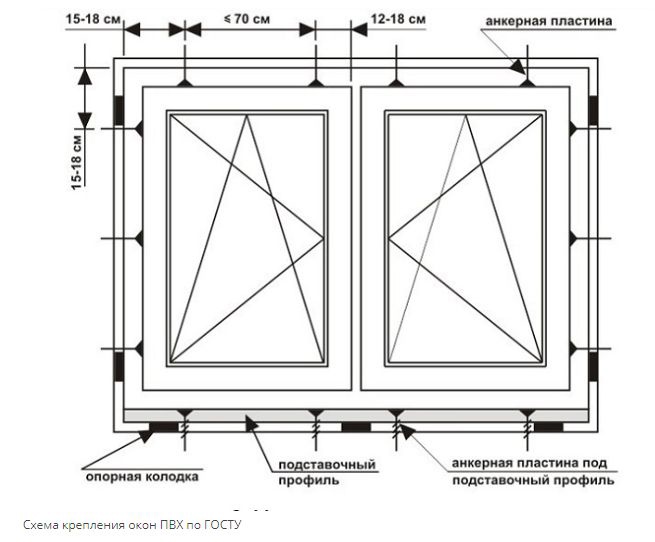 15-18 см
≤ 70 см
12-18 см
анкерная пластина
15-18 см
опорная колодка
подставочный
профиль
анкерная пластина под
подставочный профиль
Схема крепления окон ПВХ по ГОСТУ